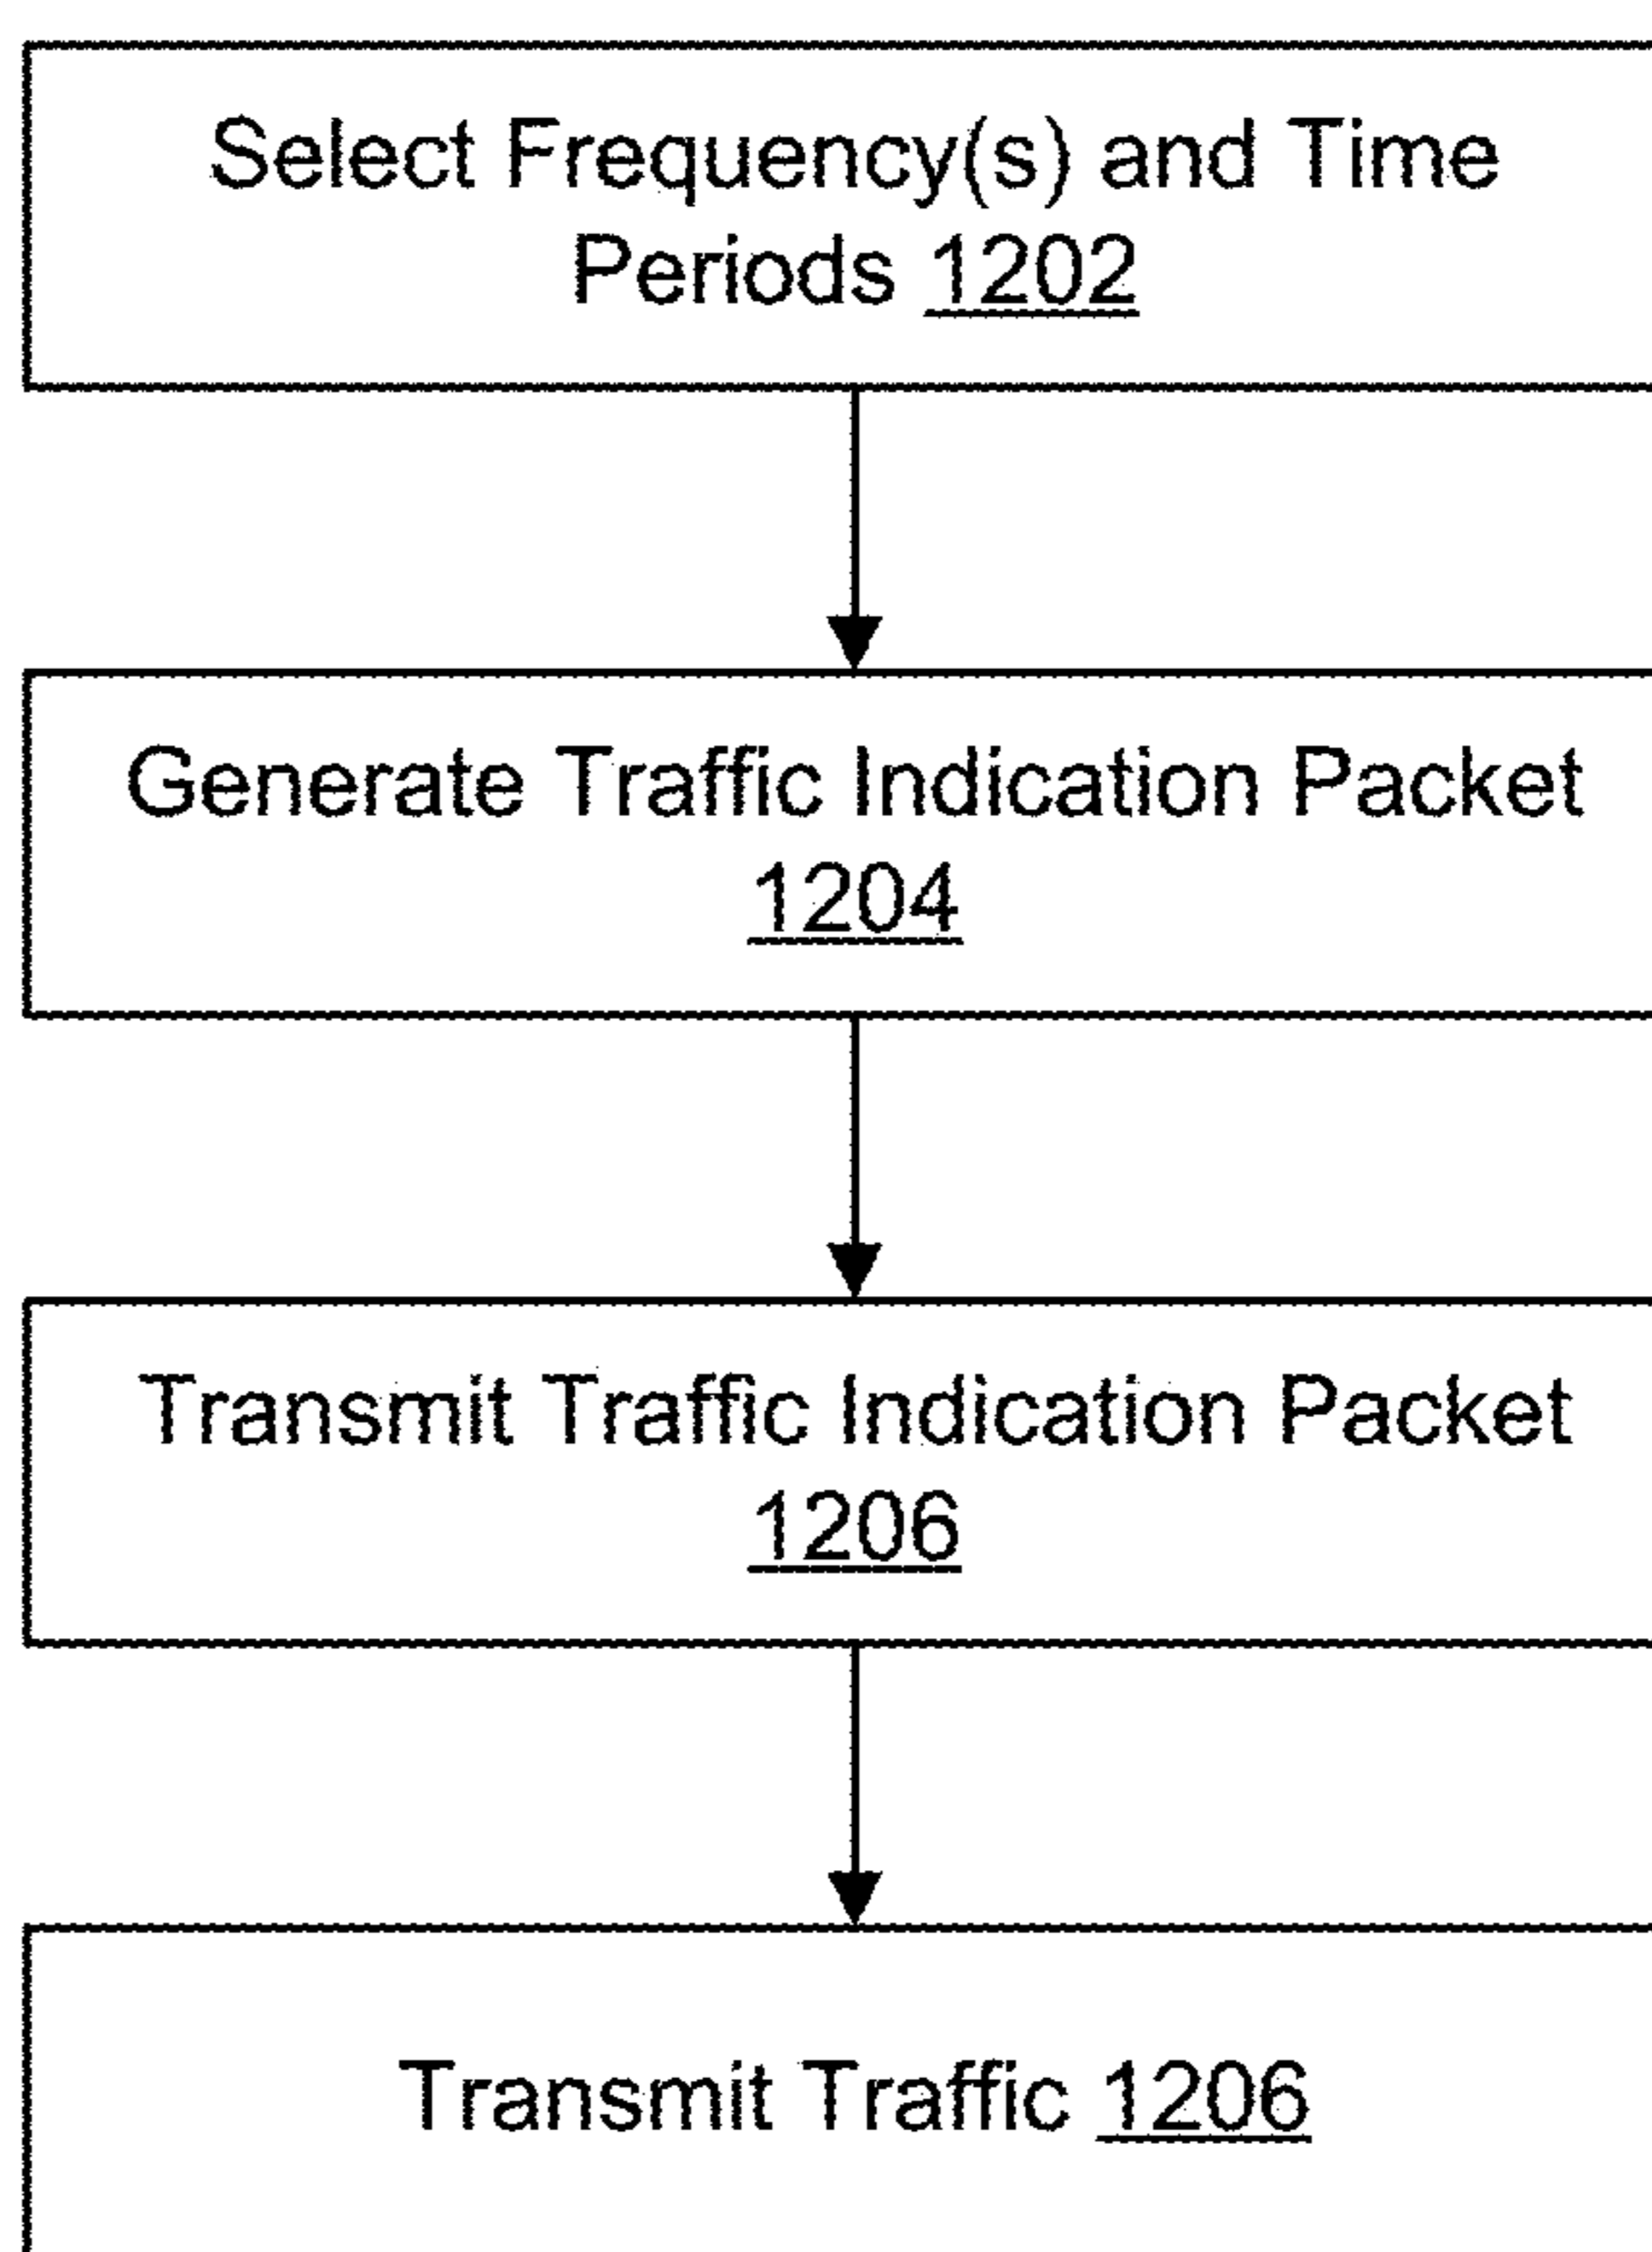 Select Frequency(s) and Time
Periods 1202
Generate Traffic Indication Packet
1204
Transmit Traffic Indication Packet
1206
Transmit Traffic 1206